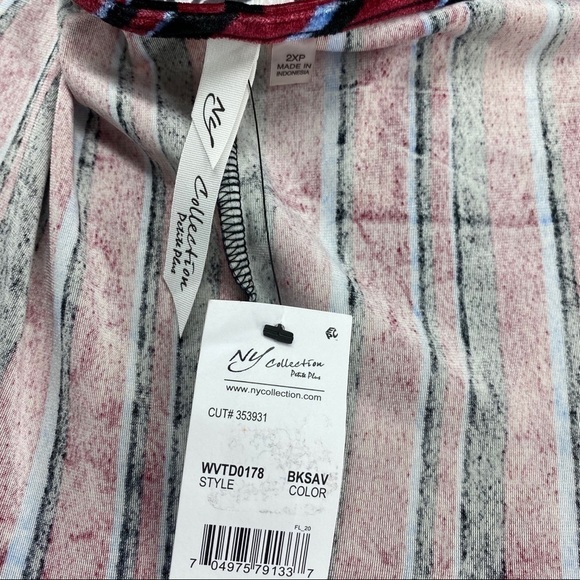 2XP
MADE IN
INDONESIA
NY Collection
Petite Plus
NY Collection
Petite Plus
www.nycollection.com
CUT# 353931
WVTD0178 BKSAV
STYLE COLOR
FL_20
7 04975 79133 7